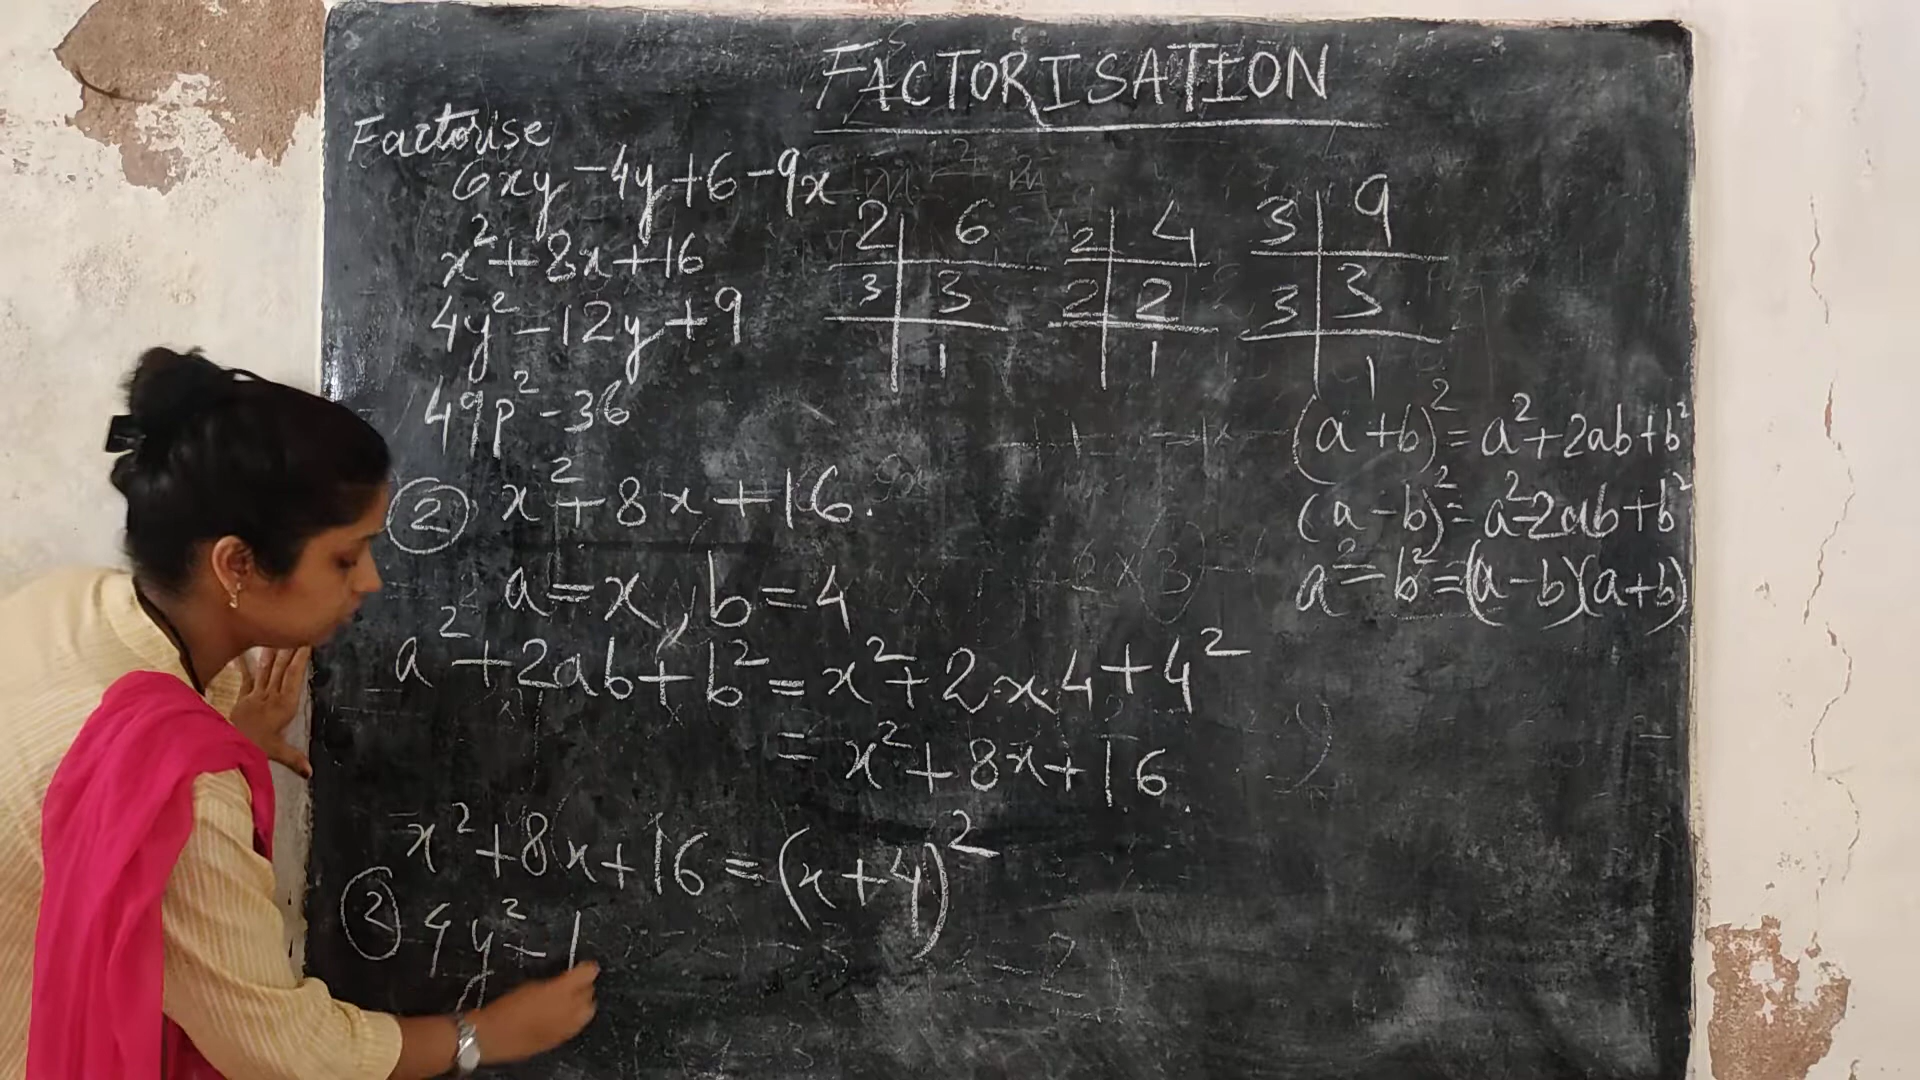 FACTORISATION
Factorise
6xy-4y+6-9x
x²+8x+16
4y²-12y+9
49p²-36
2 | 6
3 | 3
1
2 | 4
2 | 2
1
3 | 9
3 | 3
1
(a+b)²=a²+2ab+b²
(a-b)²=a²-2ab+b²
a²-b²=(a-b)(a+b)
② x²+8x+16.
a=x, b=4
a²+2ab+b²=x²+2x.4+4²
=x²+8x+16.
x²+8x+16=(x+4)²
② 4y²-1